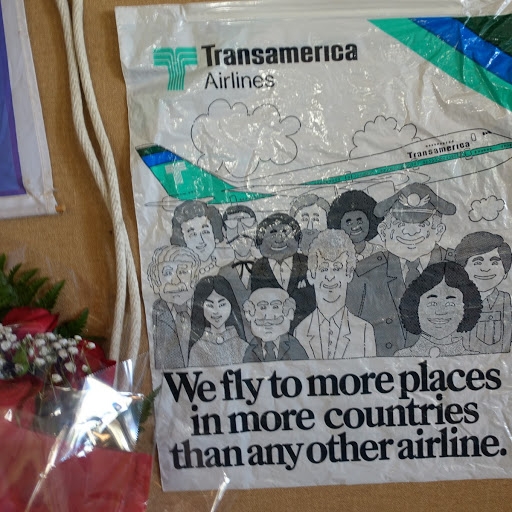 Transamerica
Airlines
Transamerica
We fly to more places
in more countries
than any other airline.